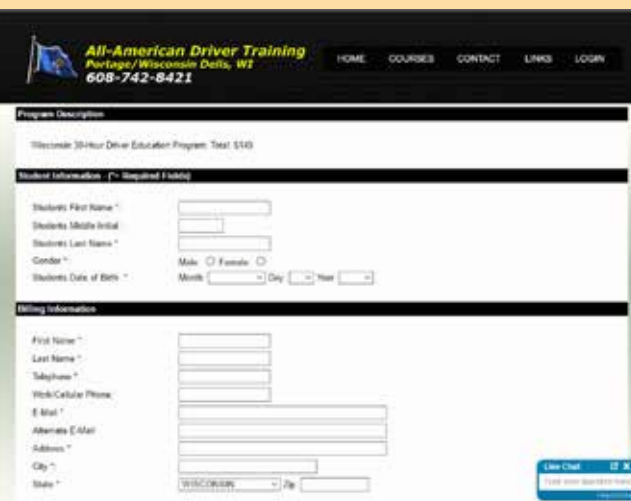 All-American Driver Training
Portage/Wisconsin Dells, WI
608-742-8421
HOME COURSES CONTACT LINKS LOGIN
Program Description
Wisconsin 30-Hour Driver Education Program: Total: $149
Student Information - (*= Required Fields)
Students First Name *:
Students Middle Initial:
Students Last Name *
Gender *: Male Female
Students Date of Birth: * Month Day Year
Billing Information
First Name *
Last Name *
Telephone *
Work/Cellular Phone:
E-Mail *
Alternate E-Mail
Address *
City *:
State * WISCONSIN Zip
Live Chat